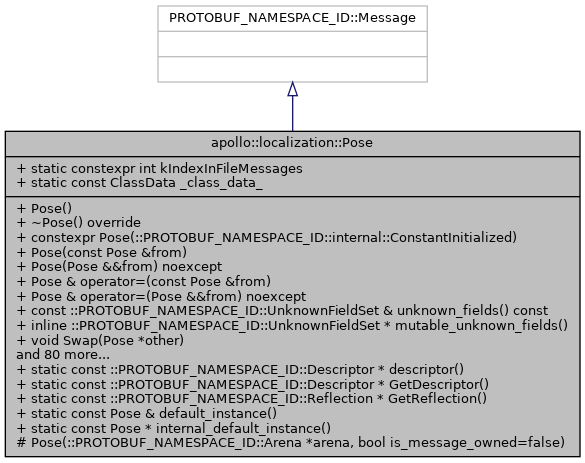 PROTOBUF_NAMESPACE_ID::Message
apollo::localization::Pose
+ static constexpr int kIndexInFileMessages
+ static const ClassData _class_data_
+ Pose()
+ ~Pose() override
+ constexpr Pose(::PROTOBUF_NAMESPACE_ID::internal::ConstantInitialized)
+ Pose(const Pose &from)
+ Pose(Pose &&from) noexcept
+ Pose & operator=(const Pose &from)
+ Pose & operator=(Pose &&from) noexcept
+ const ::PROTOBUF_NAMESPACE_ID::UnknownFieldSet & unknown_fields() const
+ inline ::PROTOBUF_NAMESPACE_ID::UnknownFieldSet * mutable_unknown_fields()
+ void Swap(Pose *other)
and 80 more...
+ static const ::PROTOBUF_NAMESPACE_ID::Descriptor * descriptor()
+ static const ::PROTOBUF_NAMESPACE_ID::Descriptor * GetDescriptor()
+ static const ::PROTOBUF_NAMESPACE_ID::Reflection * GetReflection()
+ static const Pose & default_instance()
+ static const Pose * internal_default_instance()
# Pose(::PROTOBUF_NAMESPACE_ID::Arena *arena, bool is_message_owned=false)